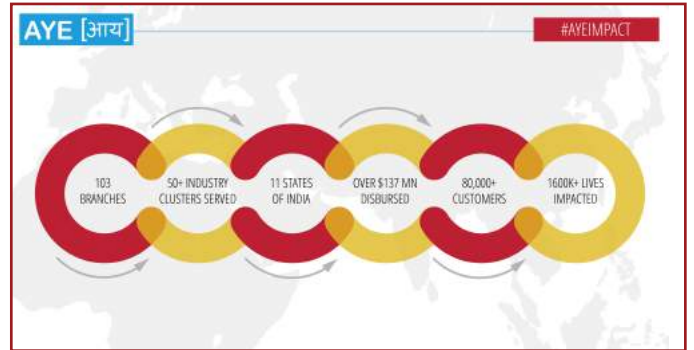 AYE [आय]
#AYEIMPACT
103
BRANCHES
50+ INDUSTRY
CLUSTERS SERVED
11 STATES
OF INDIA
OVER $137 MN
DISBURSED
80,000+
CUSTOMERS
1600K+ LIVES
IMPACTED